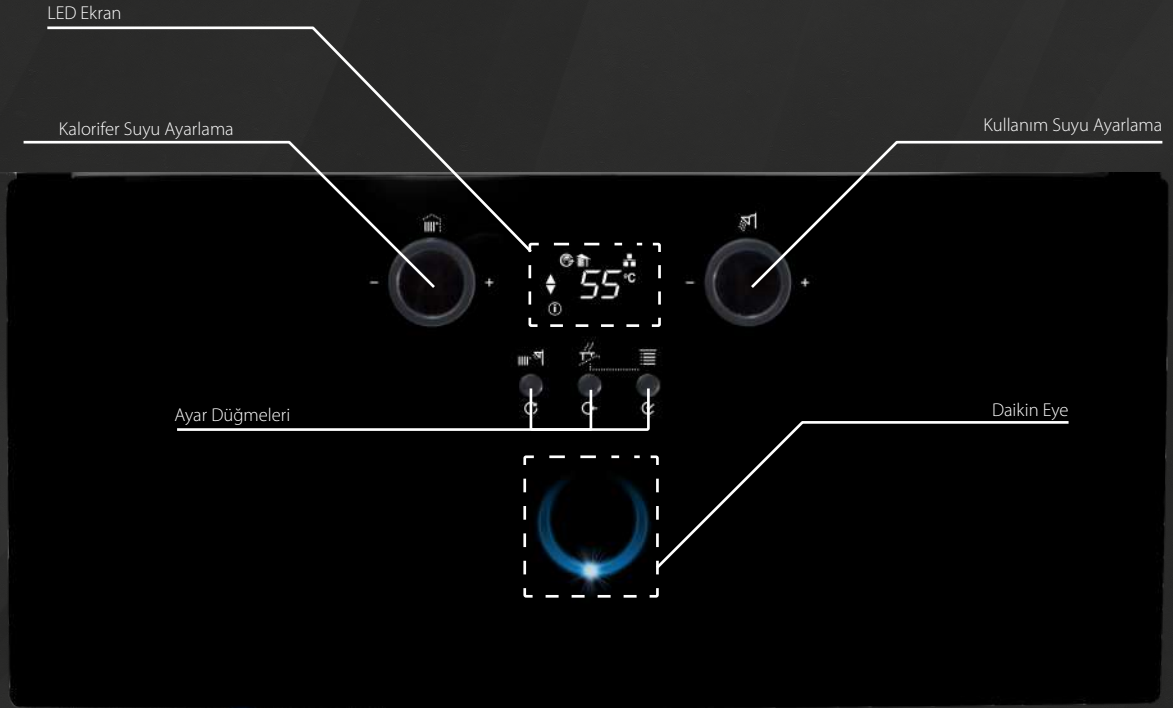 LED Ekran
Kalorifer Suyu Ayarlama
Kullanım Suyu Ayarlama
- +
55°C
- +
Ayar Düğmeleri
Daikin Eye